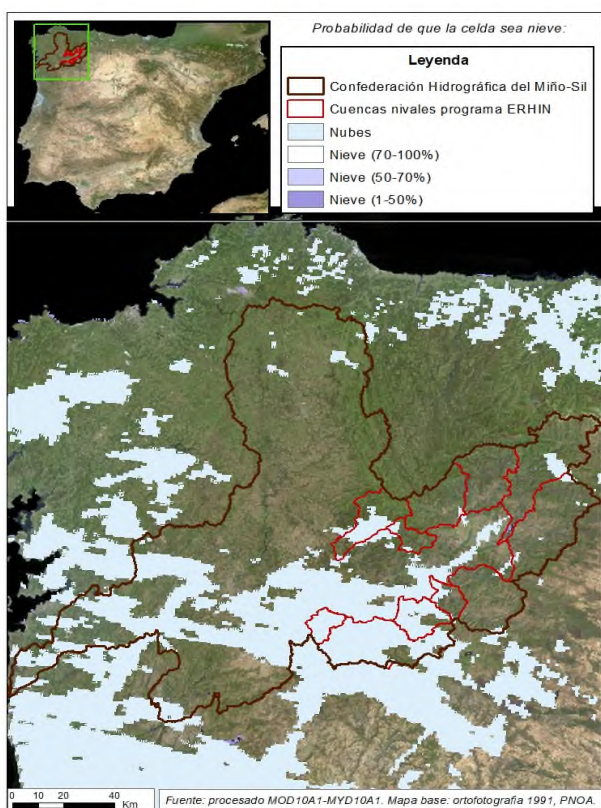 Probabilidad de que la celda sea nieve:
Leyenda
Confederación Hidrográfica del Miño-Sil
Cuencas nivales programa ERHIN
Nubes
Nieve (70-100%)
Nieve (50-70%)
Nieve (1-50%)
0 10 20 40
Km
Fuente: procesado MOD10A1-MYD10A1. Mapa base: ortofotografía 1991, PNOA.